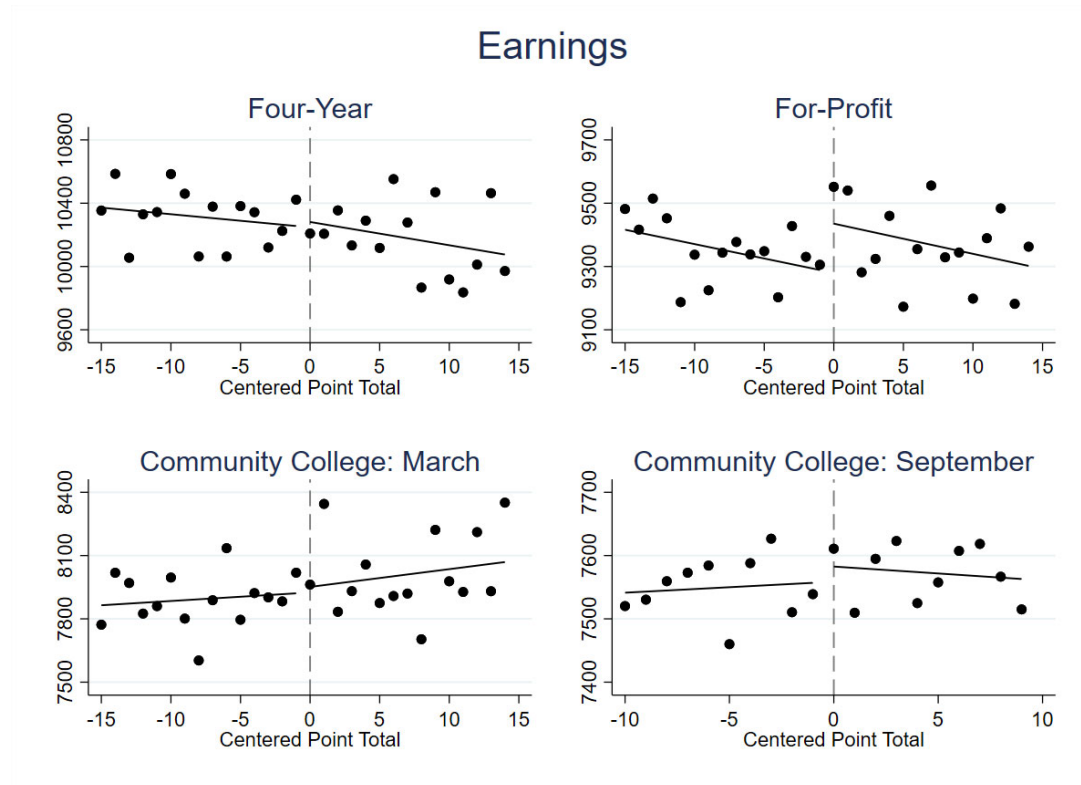 Earnings
Four-Year
10800
10400
10000
9600
-15 -10 -5 0 5 10 15
Centered Point Total
For-Profit
9700
9500
9300
9100
-15 -10 -5 0 5 10 15
Centered Point Total
Community College: March
8400
8100
7800
7500
-15 -10 -5 0 5 10 15
Centered Point Total
Community College: September
7700
7600
7500
7400
-10 -5 0 5 10
Centered Point Total